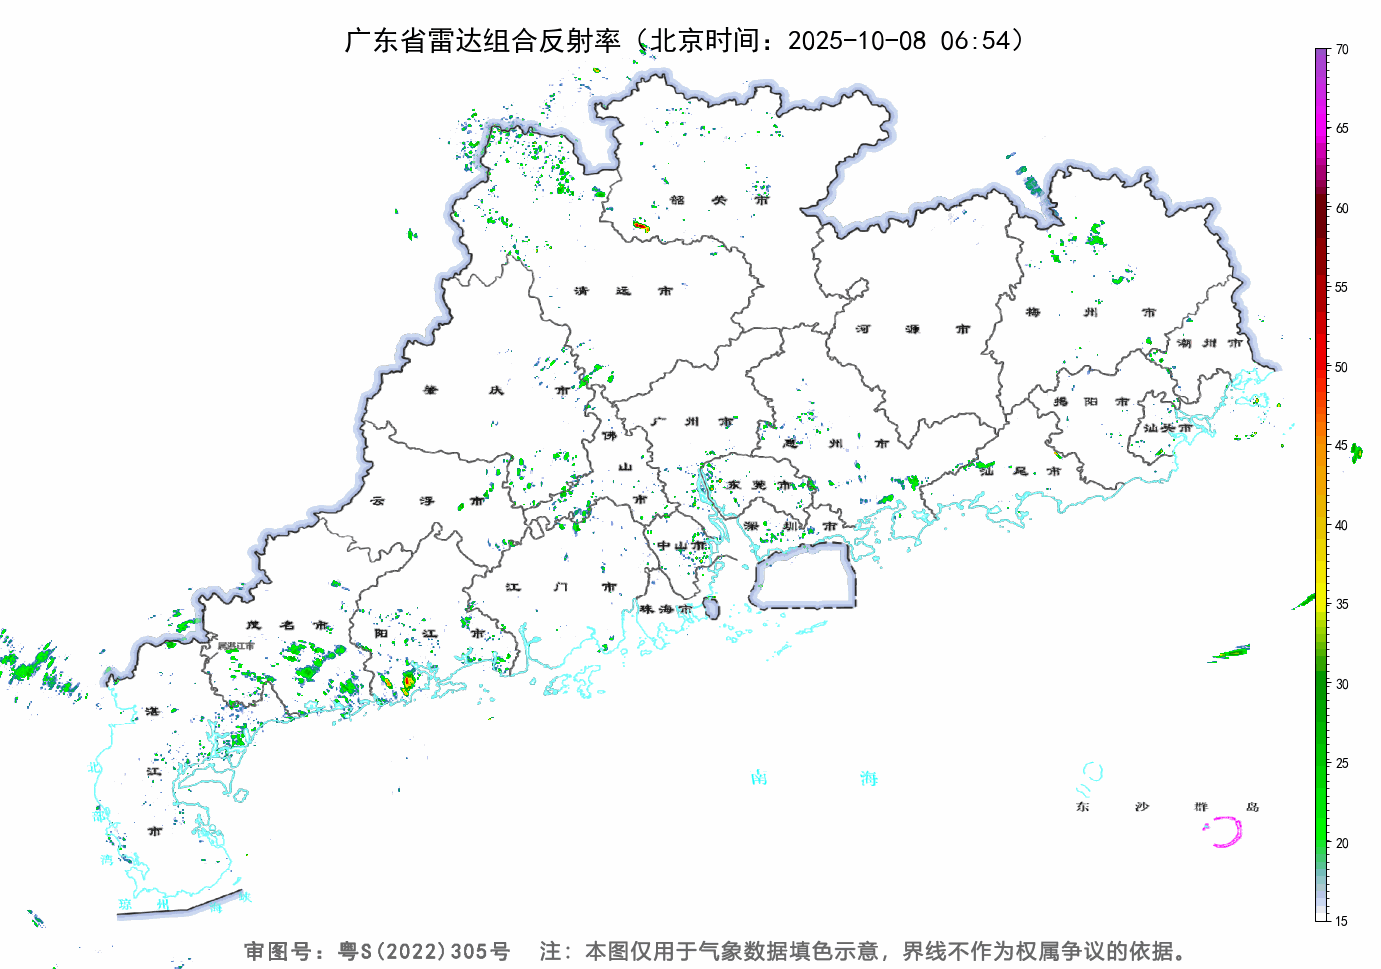 广东省雷达组合反射率（北京时间：2025-10-08 06:54）
70
65
60
55
50
45
40
35
30
25
20
15
韶关市
清远市
河源市
梅州市
潮州市
肇庆市
广州市
惠州市
揭阳市
汕头市
佛山市
云浮市
东莞市
汕尾市
深圳市
中山市
江门市
珠海市
茂名市
阳江市
湛江市
湛江市
南海
东沙群岛
北部湾
琼州海峡
审图号：粤S(2022)305号 注：本图仅用于气象数据填色示意，界线不作为权属争议的依据。